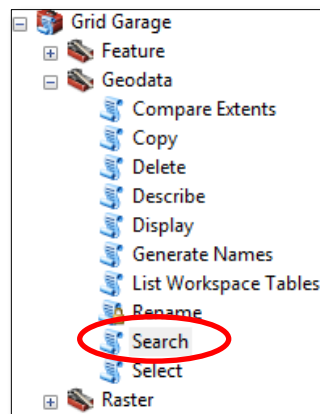 Grid Garage
Feature
Geodata
Compare Extents
Copy
Delete
Describe
Display
Generate Names
List Workspace Tables
Rename
Search
Select
Raster